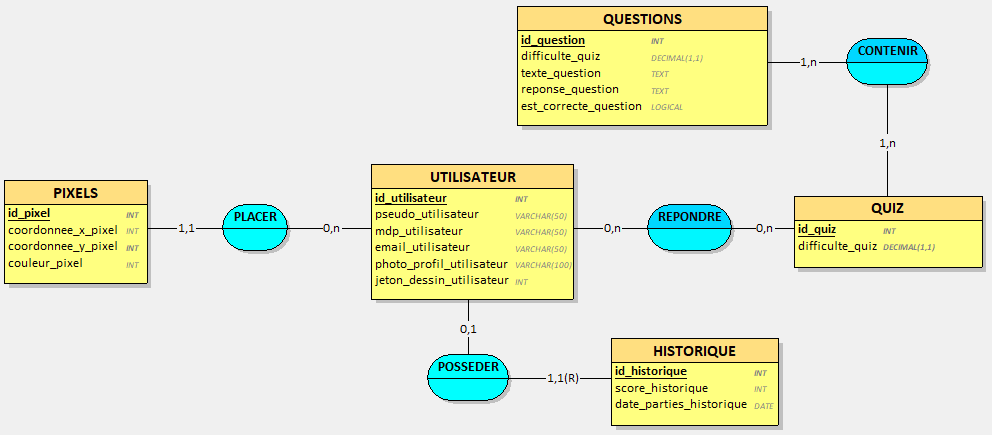 QUESTIONS
id_question INT
difficulte_quiz DECIMAL(1,1)
texte_question TEXT
reponse_question TEXT
est_correcte_question LOGICAL
1,n
CONTENIR
1,n
PIXELS
id_pixel INT
coordonnee_x_pixel INT
coordonnee_y_pixel INT
couleur_pixel INT
1,1
PLACER
0,n
UTILISATEUR
id_utilisateur INT
pseudo_utilisateur VARCHAR(50)
mdp_utilisateur VARCHAR(50)
email_utilisateur VARCHAR(50)
photo_profil_utilisateur VARCHAR(100)
jeton_dessin_utilisateur INT
0,n
REPONDRE
0,n
QUIZ
id_quiz INT
difficulte_quiz DECIMAL(1,1)
0,1
POSSEDER
1,1(R)
HISTORIQUE
id_historique INT
score_historique INT
date_parties_historique DATE